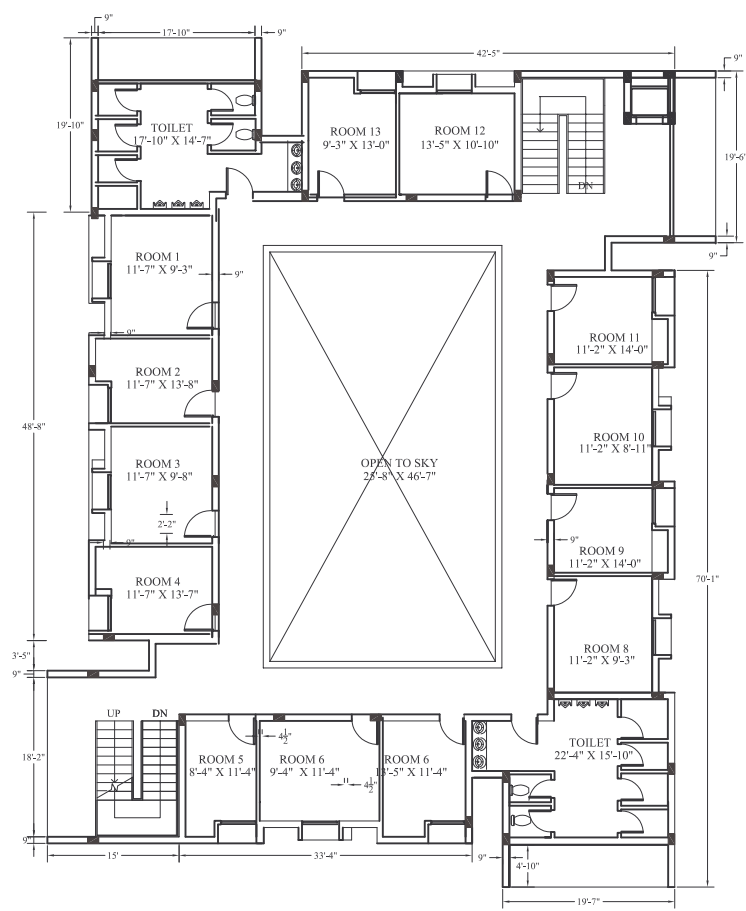 9"
17'-10"
9"
42'-5"
9"
19'-10"
TOILET
17'-10" X 14'-7"
ROOM 13
9'-3" X 13'-0"
ROOM 12
13'-5" X 10'-10"
DN
19'-6'
9"
ROOM 1
11'-7" X 9'-3"
9"
9"
ROOM 11
11'-2" X 14'-0"
ROOM 2
11'-7" X 13'-8"
48'-8"
ROOM 10
11'-2" X 8'-11"
ROOM 3
11'-7" X 9'-8"
OPEN TO SKY
25'-8" X 46'-7"
2'-2"
9"
9"
ROOM 9
11'-2" X 14'-0"
70'-1"
ROOM 4
11'-7" X 13'-7"
ROOM 8
11'-2" X 9'-3"
3'-5"
9"
UP
DN
18'-2"
ROOM 5
8'-4" X 11'-4"
4½"
ROOM 6
9'-4" X 11'-4"
4½"
ROOM 6
13'-5" X 11'-4"
TOILET
22'-4" X 15'-10"
N
9"
15'
33'-4"
9"
4'-10"
19'-7"